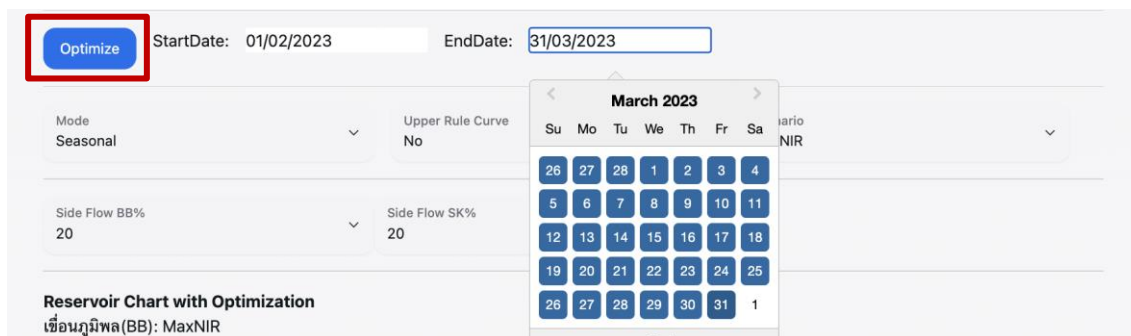 Optimize StartDate: 01/02/2023 EndDate: 31/03/2023
March 2023
Su Mo Tu We Th Fr Sa
26 27 28 1 2 3 4
5 6 7 8 9 10 11
12 13 14 15 16 17 18
19 20 21 22 23 24 25
26 27 28 29 30 31 1
Mode
Seasonal
Upper Rule Curve
No
NIR
Side Flow BB%
20
Side Flow SK%
20
Reservoir Chart with Optimization
เขื่อนภูมิพล(BB): MaxNIR